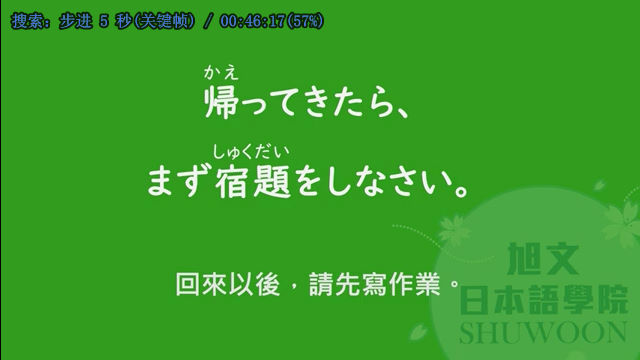 搜索: 步进 5 秒(关键帧) / 00:46:17(57%)
かえ
帰ってきたら、
しゅくだい
まず宿題をしなさい。
回來以後，請先寫作業。
旭文
日本語學院
SHUWOON